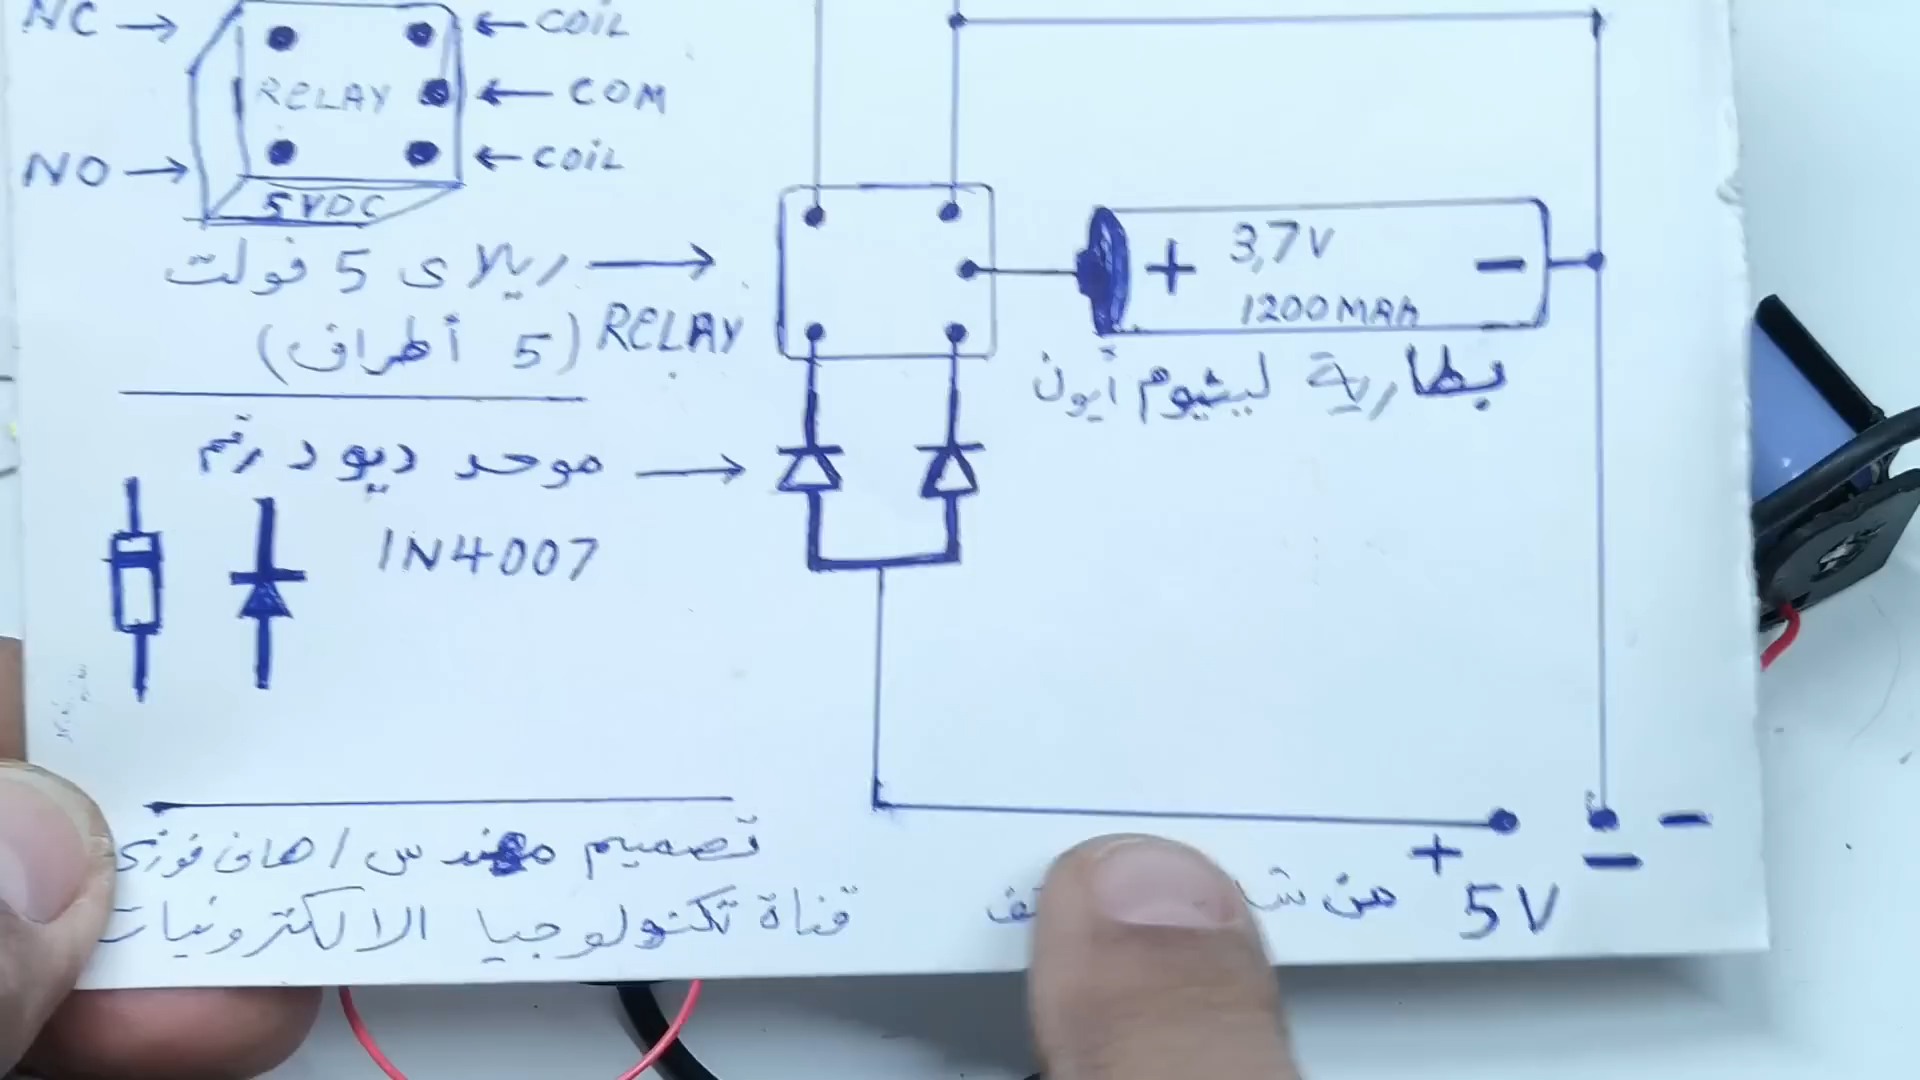 NC → ← COIL
RELAY ← COM
NO → ← COIL
5VDC
ريلاى 5 فولت
(5 أطراف)
RELAY
+ 3,7V −
1200MAH
بطارية ليثيوم أيون
موحد ديود رقم
1N4007
تصميم مهندس / هانى فوزى
قناة تكنولوجيا الالكترونيات
+ − −
5V
من